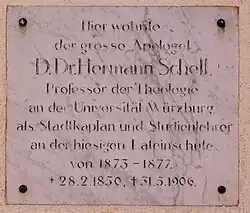 Hier wohnte
der grosse Apologet
D. Dr. Hermann Schell,
Professor der Theologie
an der Universität Würzburg
als Stadtkaplan und Studienlehrer
an der hiesigen Lateinschule
von 1873-1877.
* 28.2.1850, † 31.5.1906.